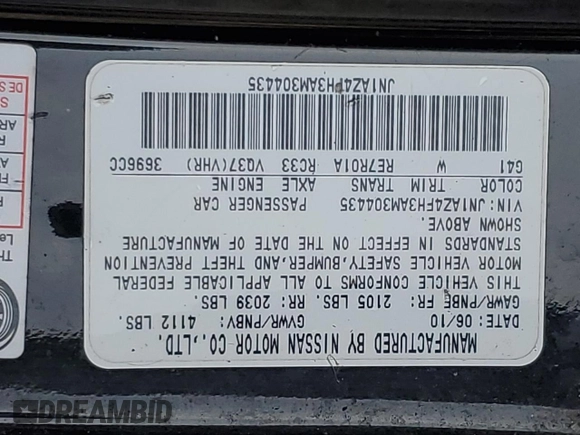 MANUFACTURED BY NISSAN MOTOR CO.,LTD.
DATE: 06/10 GVWR/PNBV: 4112 LBS.
GAWR/PNBE FR: 2105 LBS. RR: 2039 LBS.
THIS VEHICLE CONFORMS TO ALL APPLICABLE FEDERAL
MOTOR VEHICLE SAFETY,BUMPER,AND THEFT PREVENTION
STANDARDS IN EFFECT ON THE DATE OF MANUFACTURE
SHOWN ABOVE.
VIN:JN1AZ4FH3AM304435 PASSENGER CAR
COLOR TRIM TRANS AXLE ENGINE
G41 W RE7R01A RC33 VQ37(VHR) 3696CC
JN1AZ4FH3AM304435
DREAMBID